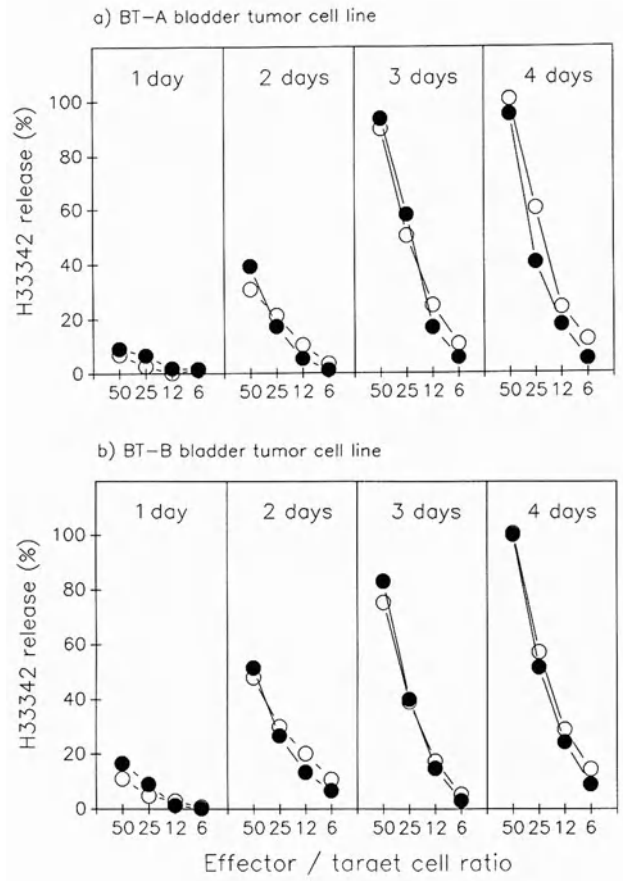 a) BT-A bladder tumor cell line
1 day
2 days
3 days
4 days
H33342 release (%)
100
80
60
40
20
0
50 25 12 6
50 25 12 6
50 25 12 6
50 25 12 6
b) BT-B bladder tumor cell line
1 day
2 days
3 days
4 days
H33342 release (%)
100
80
60
40
20
0
50 25 12 6
50 25 12 6
50 25 12 6
50 25 12 6
Effector / target cell ratio